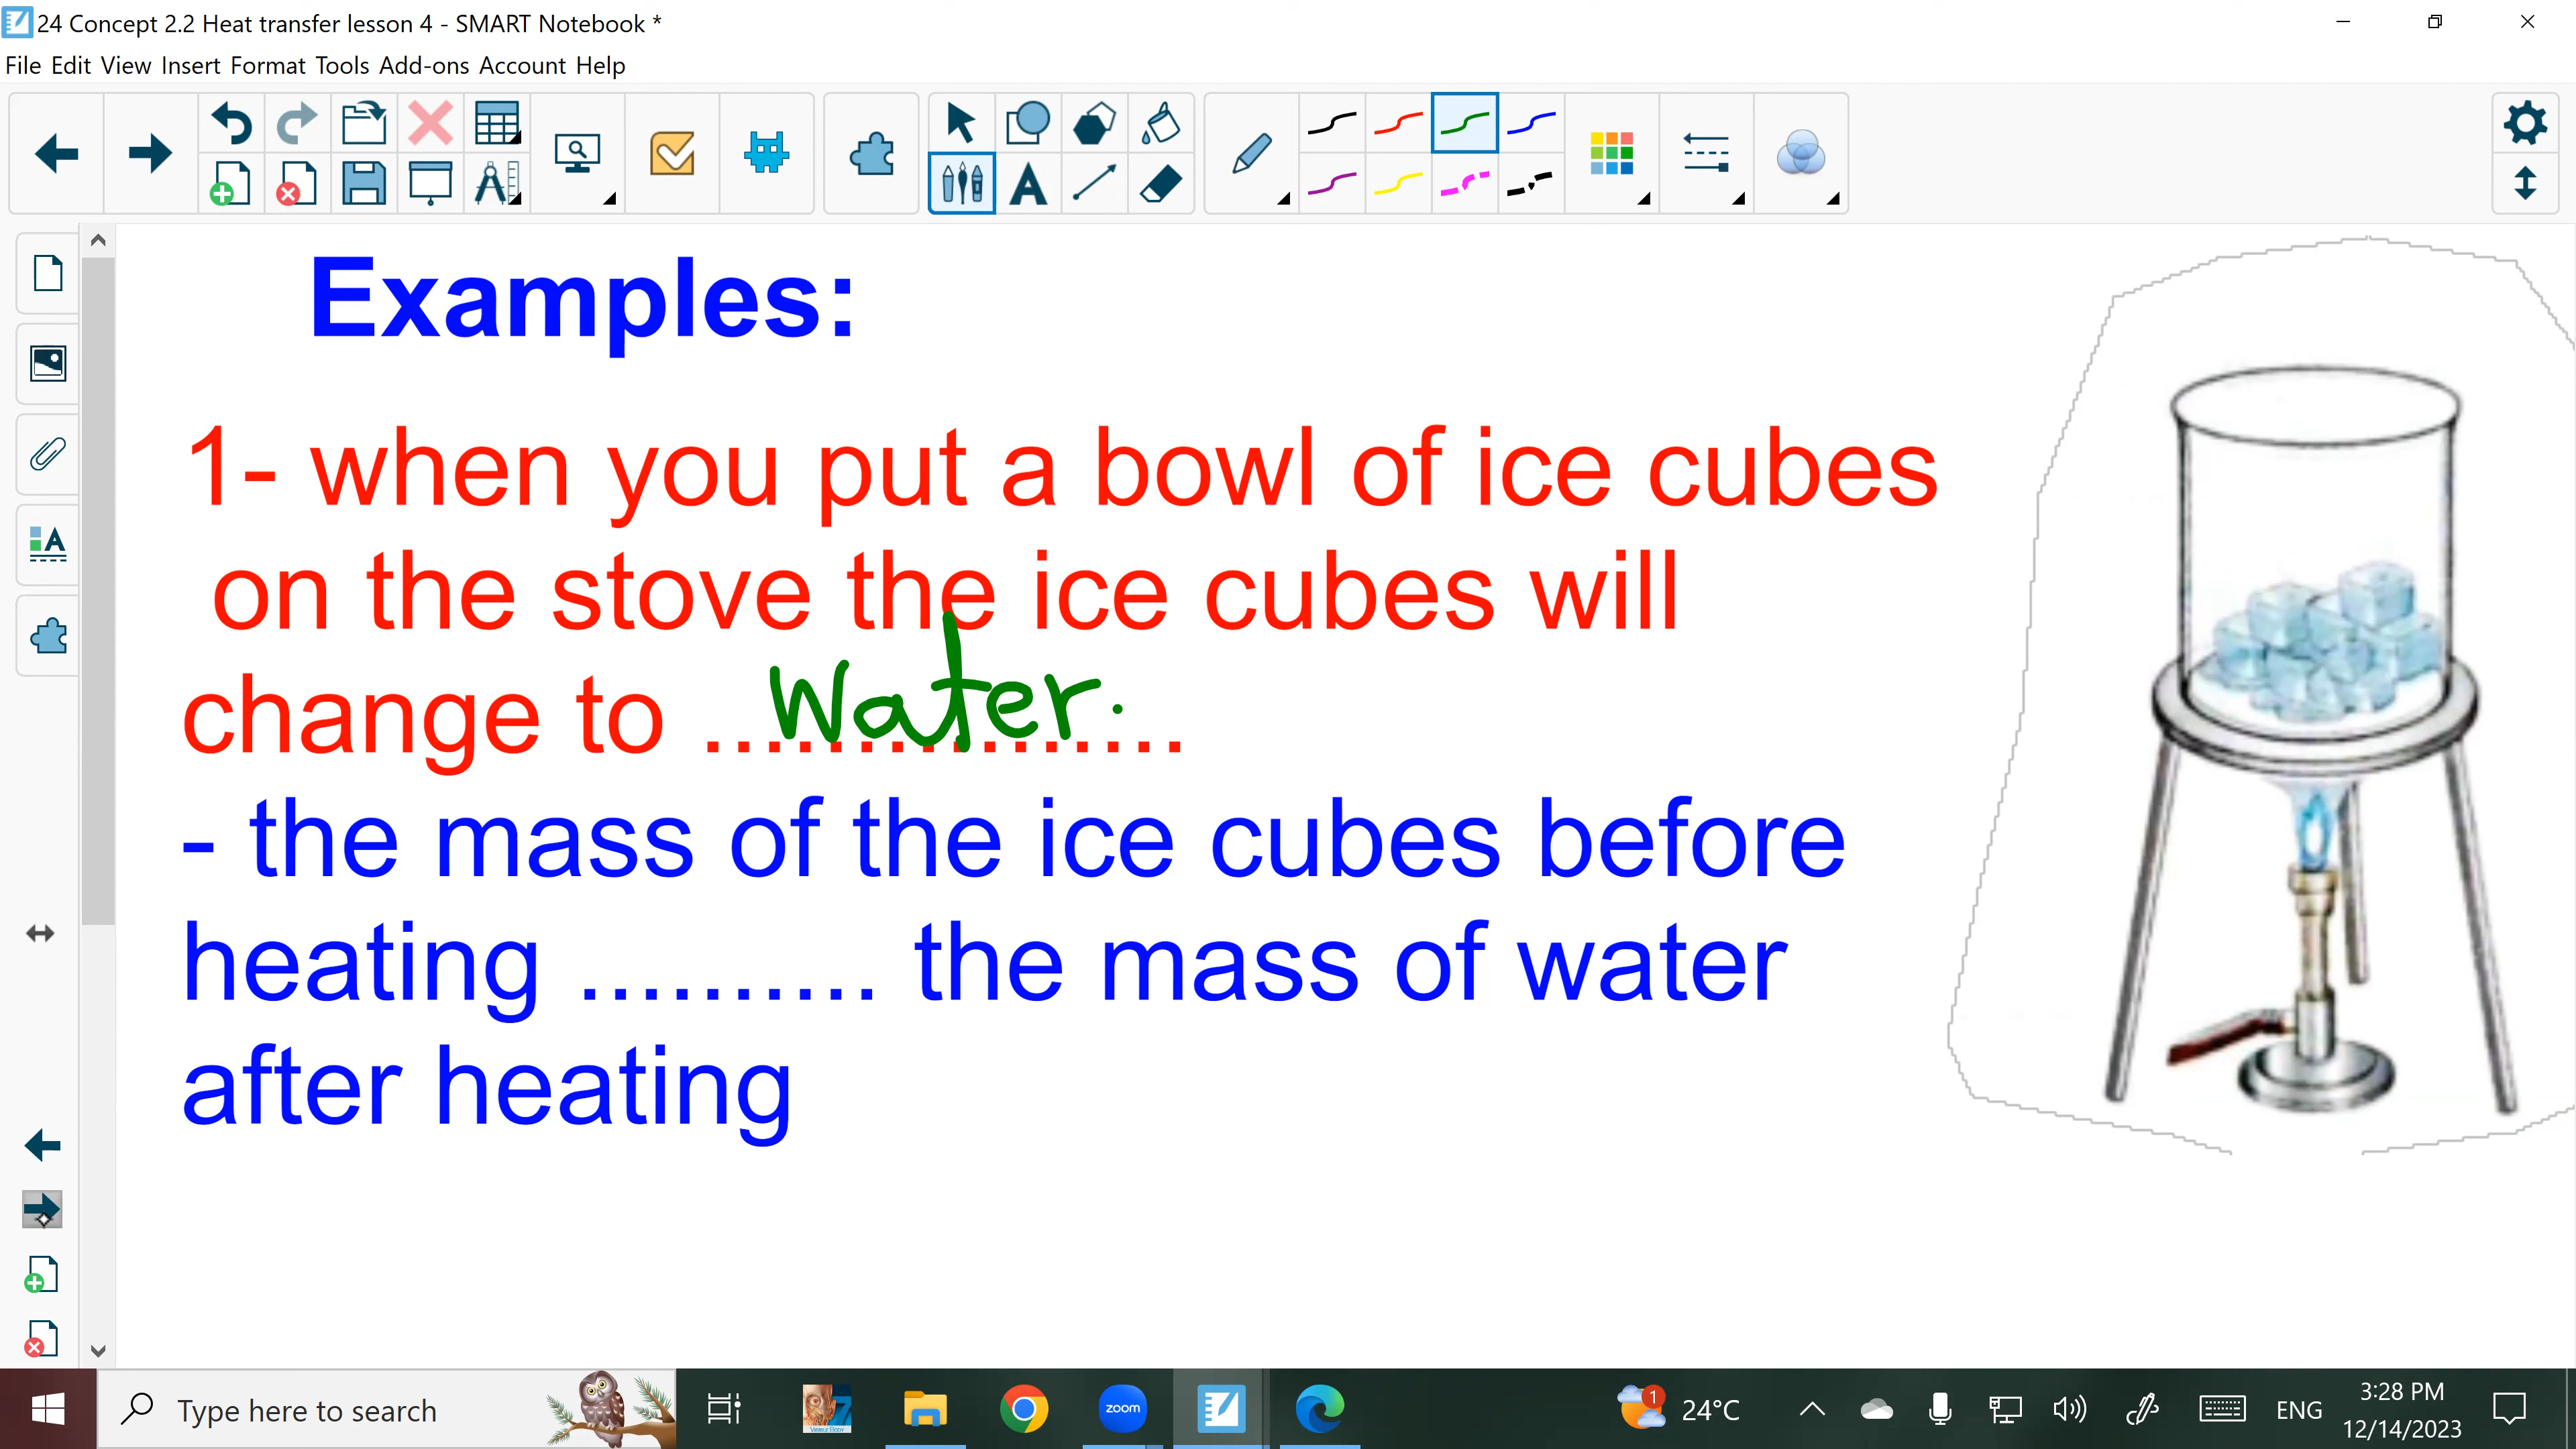 24 Concept 2.2 Heat transfer lesson 4 - SMART Notebook *
File Edit View Insert Format Tools Add-ons Account Help
Examples:
1- when you put a bowl of ice cubes
on the stove the ice cubes will
change to ................ Water.
- the mass of the ice cubes before
heating .......... the mass of water
after heating
Type here to search
zoom
1
24°C
ENG
3:28 PM
12/14/2023